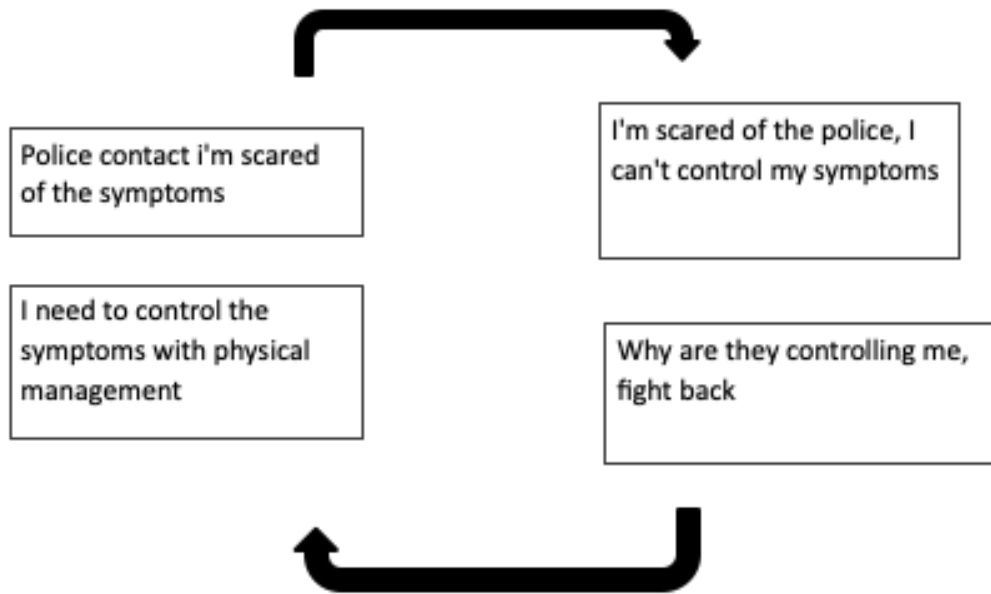 Police contact i'm scared
of the symptoms
I'm scared of the police, I
can't control my symptoms
I need to control the
symptoms with physical
management
Why are they controlling me,
fight back